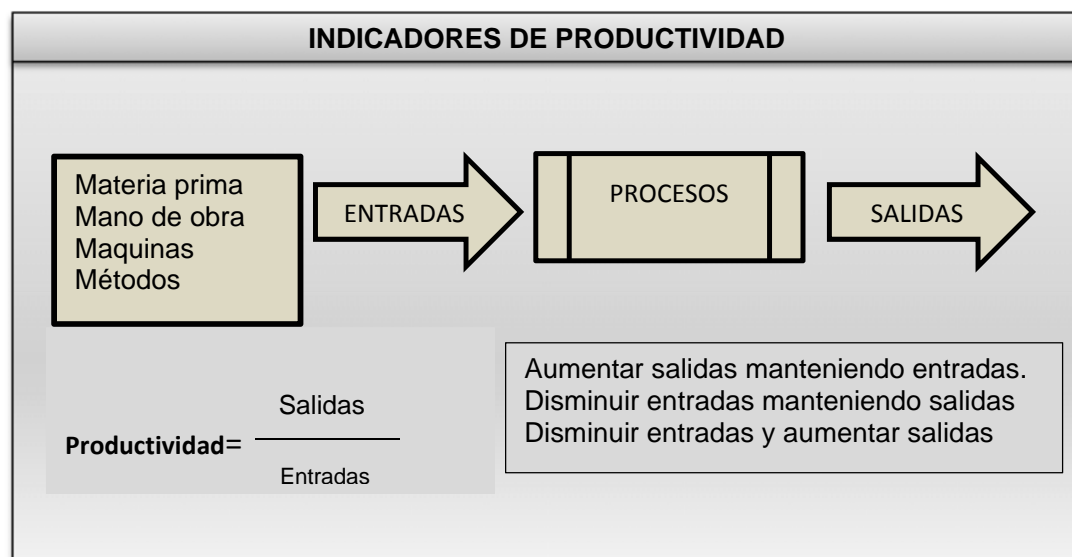 INDICADORES DE PRODUCTIVIDAD
Materia prima
Mano de obra
Maquinas
Métodos
ENTRADAS
PROCESOS
SALIDAS
Salidas
Productividad=
Entradas
Aumentar salidas manteniendo entradas.
Disminuir entradas manteniendo salidas
Disminuir entradas y aumentar salidas